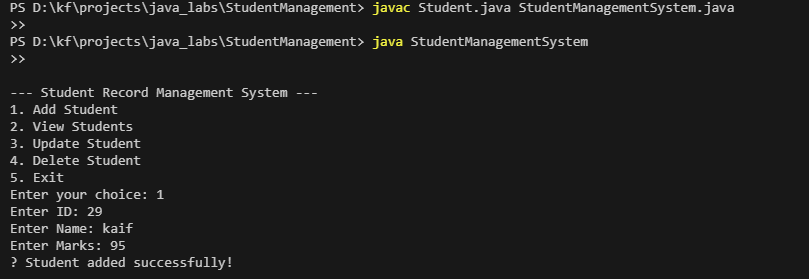 PS D:\kf\projects\java_labs\StudentManagement> javac Student.java StudentManagementSystem.java
>>
PS D:\kf\projects\java_labs\StudentManagement> java StudentManagementSystem
>>
--- Student Record Management System ---
1. Add Student
2. View Students
3. Update Student
4. Delete Student
5. Exit
Enter your choice: 1
Enter ID: 29
Enter Name: kaif
Enter Marks: 95
? Student added successfully!